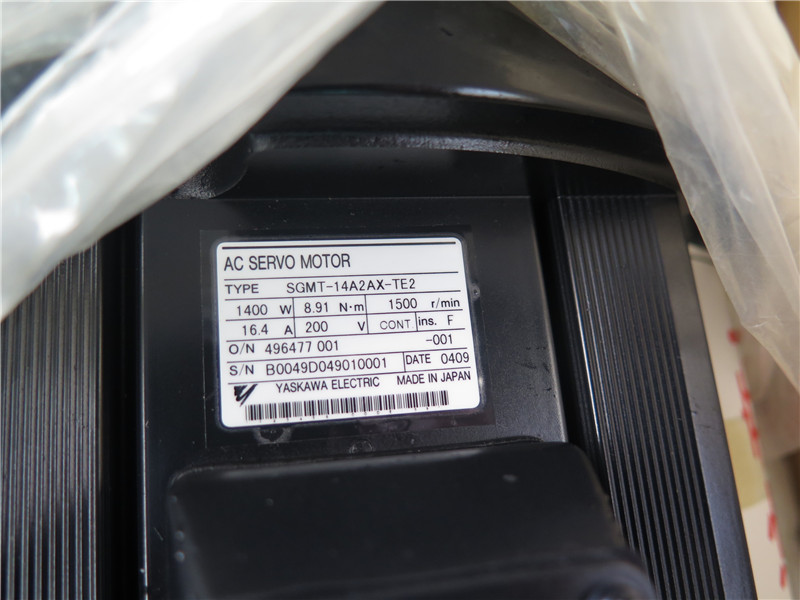 AC SERVO MOTOR
TYPE SGMT-14A2AX-TE2
1400 W 8.91 N·m 1500 r/min
16.4 A 200 V CONT. ins. F
O/N 496477 001 -001
S/N B0049D049010001 DATE 0409
YASKAWA ELECTRIC MADE IN JAPAN